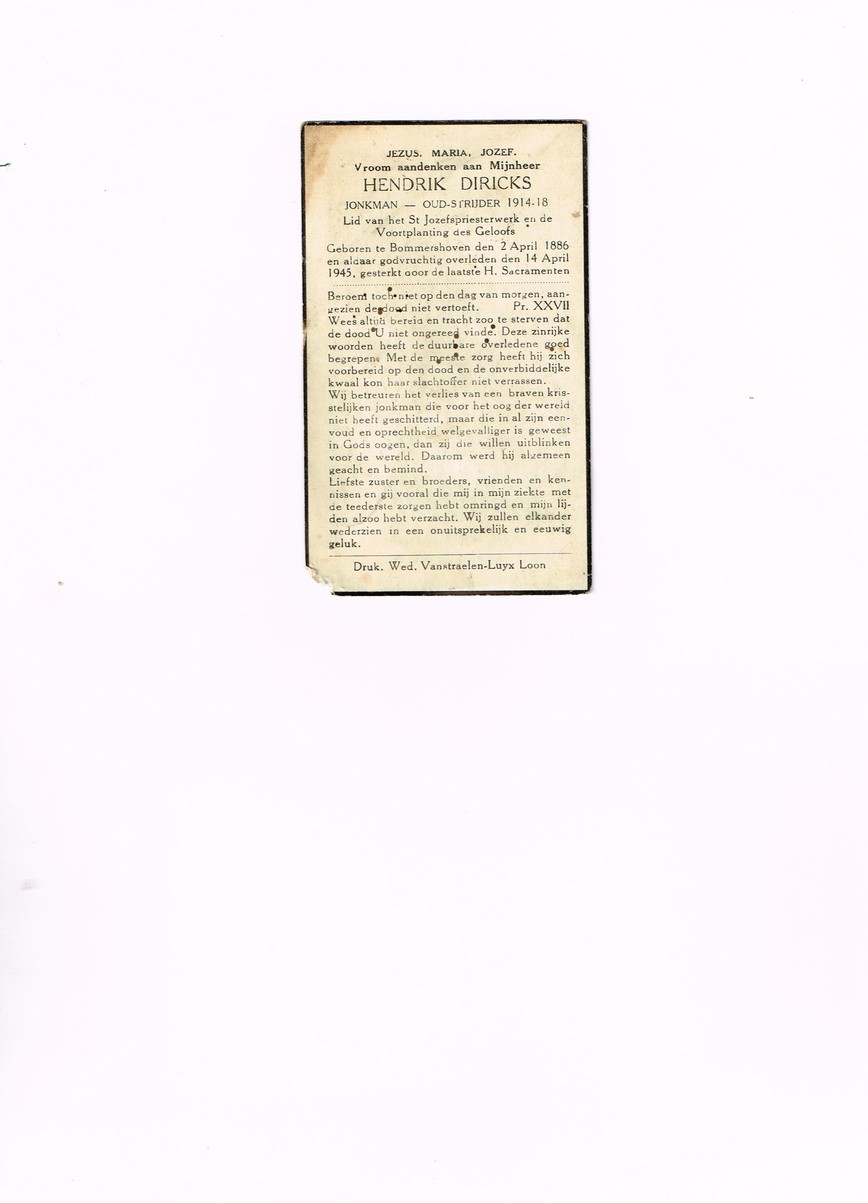 JEZUS. MARIA. JOZEF.
Vroom aandenken aan Mijnheer
HENDRIK DIRICKS
JONKMAN — OUD-STRIJDER 1914-18
Lid van het St Jozefspriesterwerk en de
Voortplanting des Geloofs
Geboren te Bommershoven den 2 April 1886
en aldaar godvruchtig overleden den 14 April
1945, gesterkt door de laatste H. Sacramenten
Beroem toch niet op den dag van morgen, aan-
gezien de dood niet vertoeft. Pr. XXVII
Wees altijd bereid en tracht zoo te sterven dat
de dood U niet ongereed vinde. Deze zinrijke
woorden heeft de duurbare overledene goed
begrepen. Met de meeste zorg heeft hij zich
voorbereid op den dood en de onverbiddelijke
kwaal kon haar slachtoffer niet verrassen.
Wij betreuren het verlies van een braven kris-
stelijken jonkman die voor het oog der wereld
niet heeft geschitterd, maar die in al zijn een-
voud en oprechtheid welgevalliger is geweest
in Gods oogen, dan zij die willen uitblinken
voor de wereld. Daarom werd hij algemeen
geacht en bemind.
Liefste zuster en broeders, vrienden en ken-
nissen en gij vooral die mij in mijn ziekte met
de teederste zorgen hebt omringd en mijn lij-
den alzoo hebt verzacht. Wij zullen elkander
wederzien in een onuitsprekelijk en eeuwig
geluk.
Druk. Wed. Vanstraelen-Luyx Loon